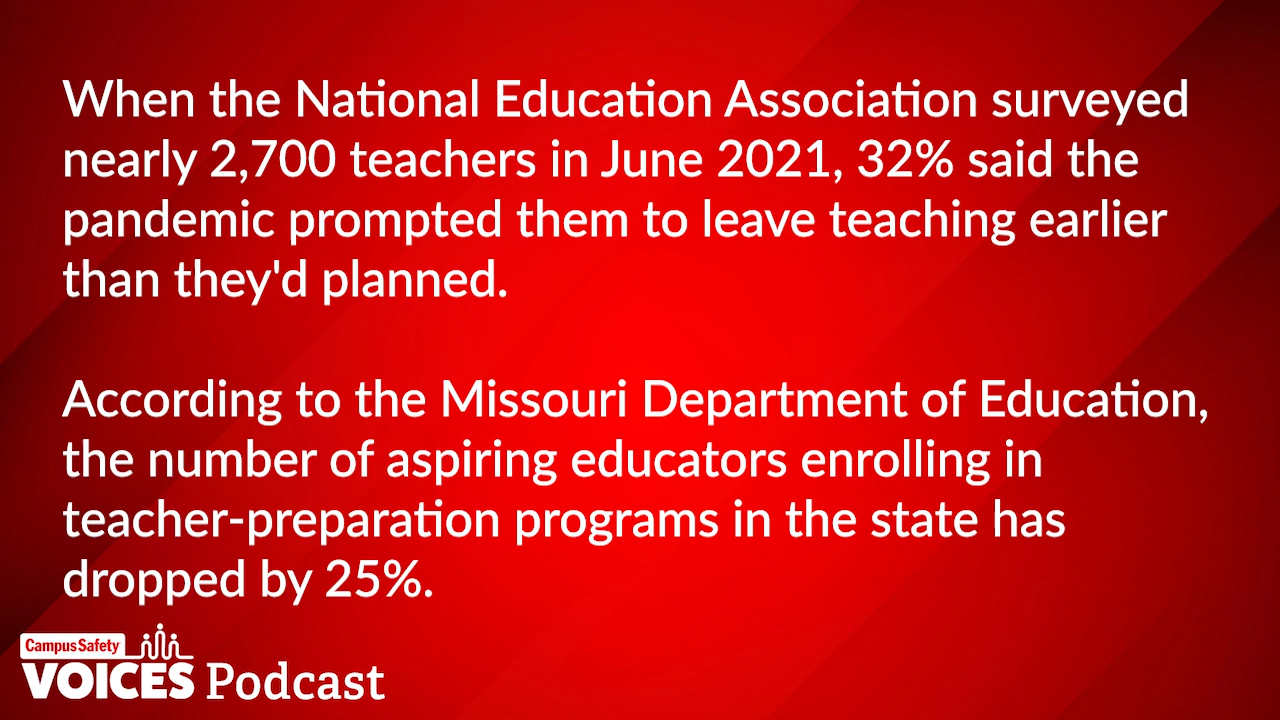 When the National Education Association surveyed
nearly 2,700 teachers in June 2021, 32% said the
pandemic prompted them to leave teaching earlier
than they'd planned.
According to the Missouri Department of Education,
the number of aspiring educators enrolling in
teacher-preparation programs in the state has
dropped by 25%.
Campus Safety
VOICES Podcast